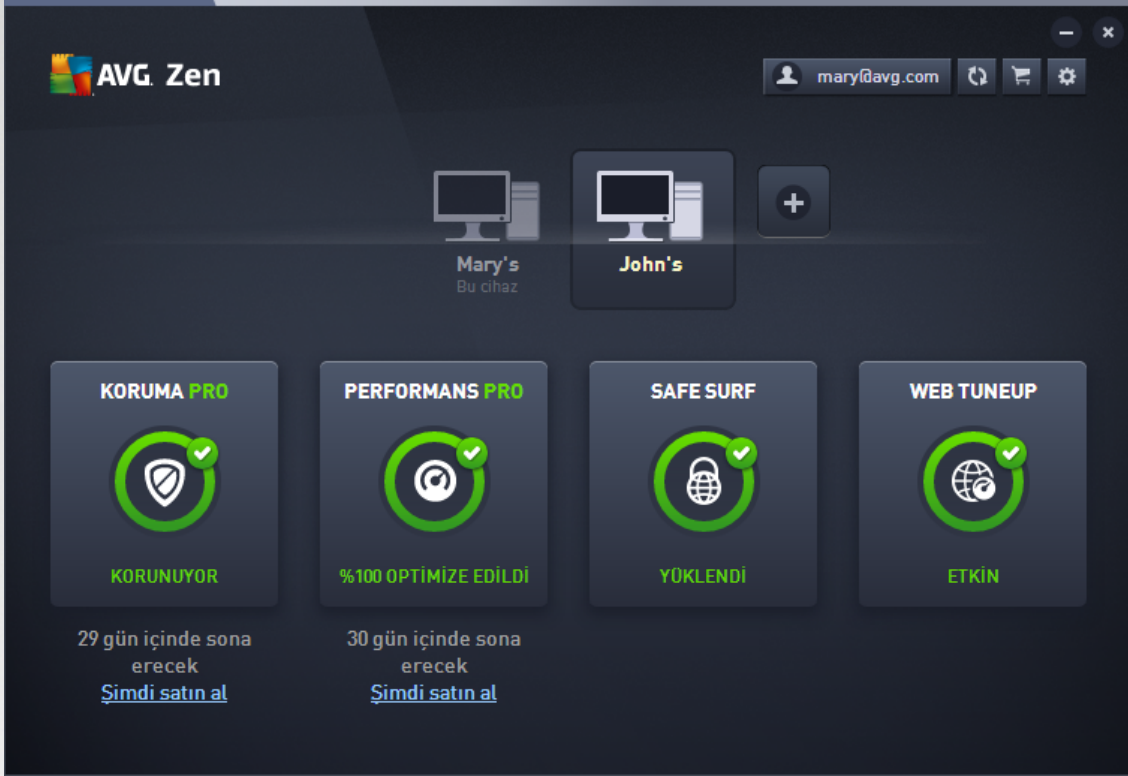 AVG. Zen
mary@avg.com
Mary's
Bu cihaz
John's
KORUMA PRO
KORUNUYOR
29 gün içinde sona
erecek
Şimdi satın al
PERFORMANS PRO
%100 OPTİMİZE EDİLDİ
30 gün içinde sona
erecek
Şimdi satın al
SAFE SURF
YÜKLENDİ
WEB TUNEUP
ETKİN